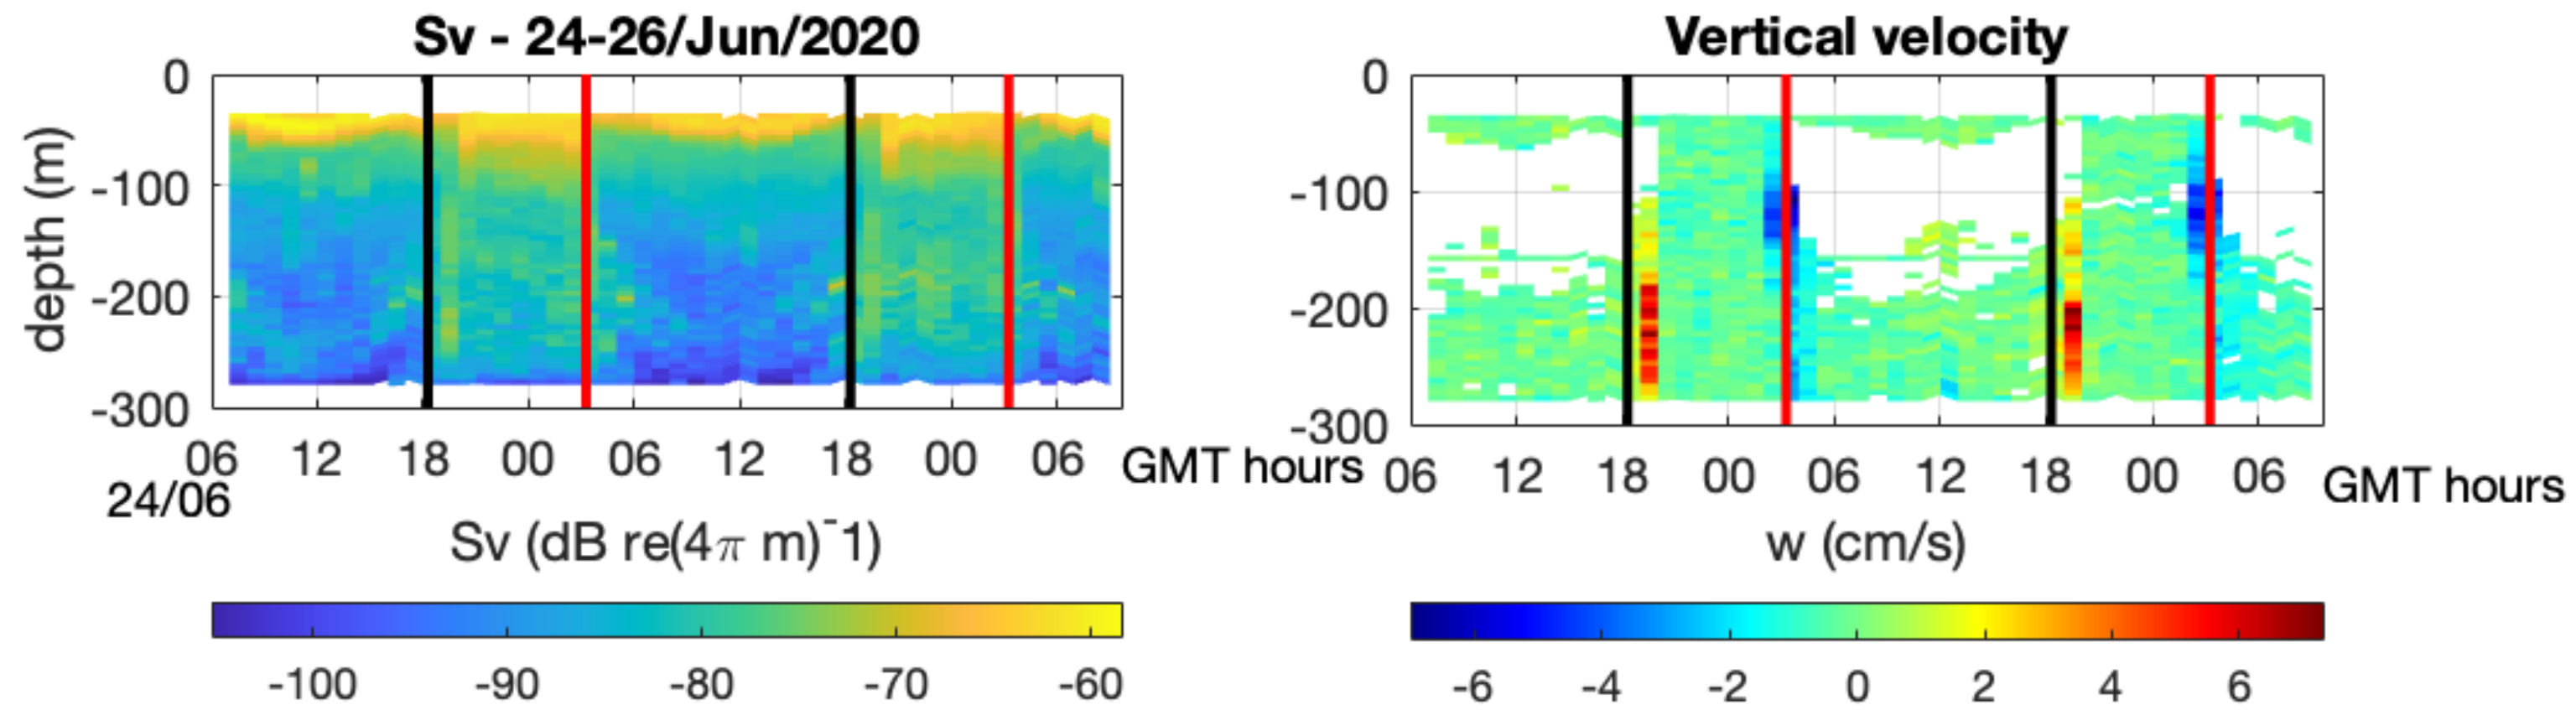 Sv - 24-26/Jun/2020
depth (m)
0
-100
-200
-300
06 12 18 00 06 12 18 00 06 GMT hours
24/06
Sv (dB re(4π m)¯1)
-100 -90 -80 -70 -60
Vertical velocity
0
-100
-200
-300
06 12 18 00 06 12 18 00 06 GMT hours
w (cm/s)
-6 -4 -2 0 2 4 6